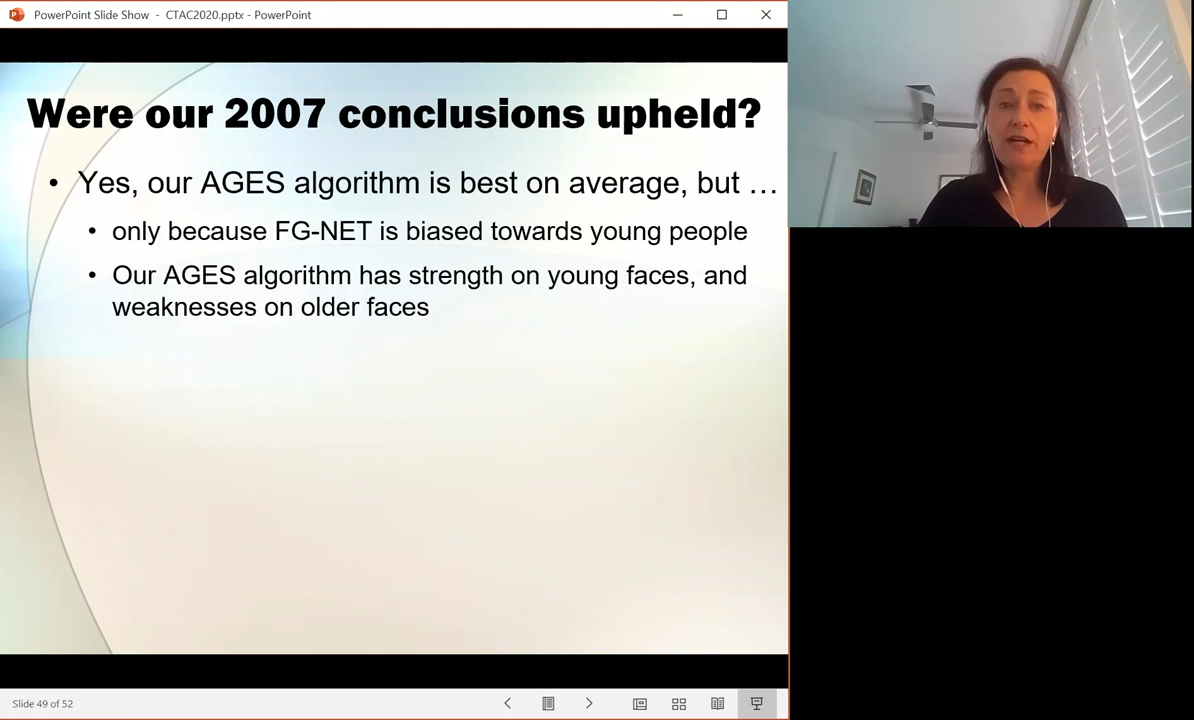 PowerPoint Slide Show - CTAC2020.pptx - PowerPoint
Were our 2007 conclusions upheld?
• Yes, our AGES algorithm is best on average, but …
• only because FG-NET is biased towards young people
• Our AGES algorithm has strength on young faces, and
weaknesses on older faces
Slide 49 of 52